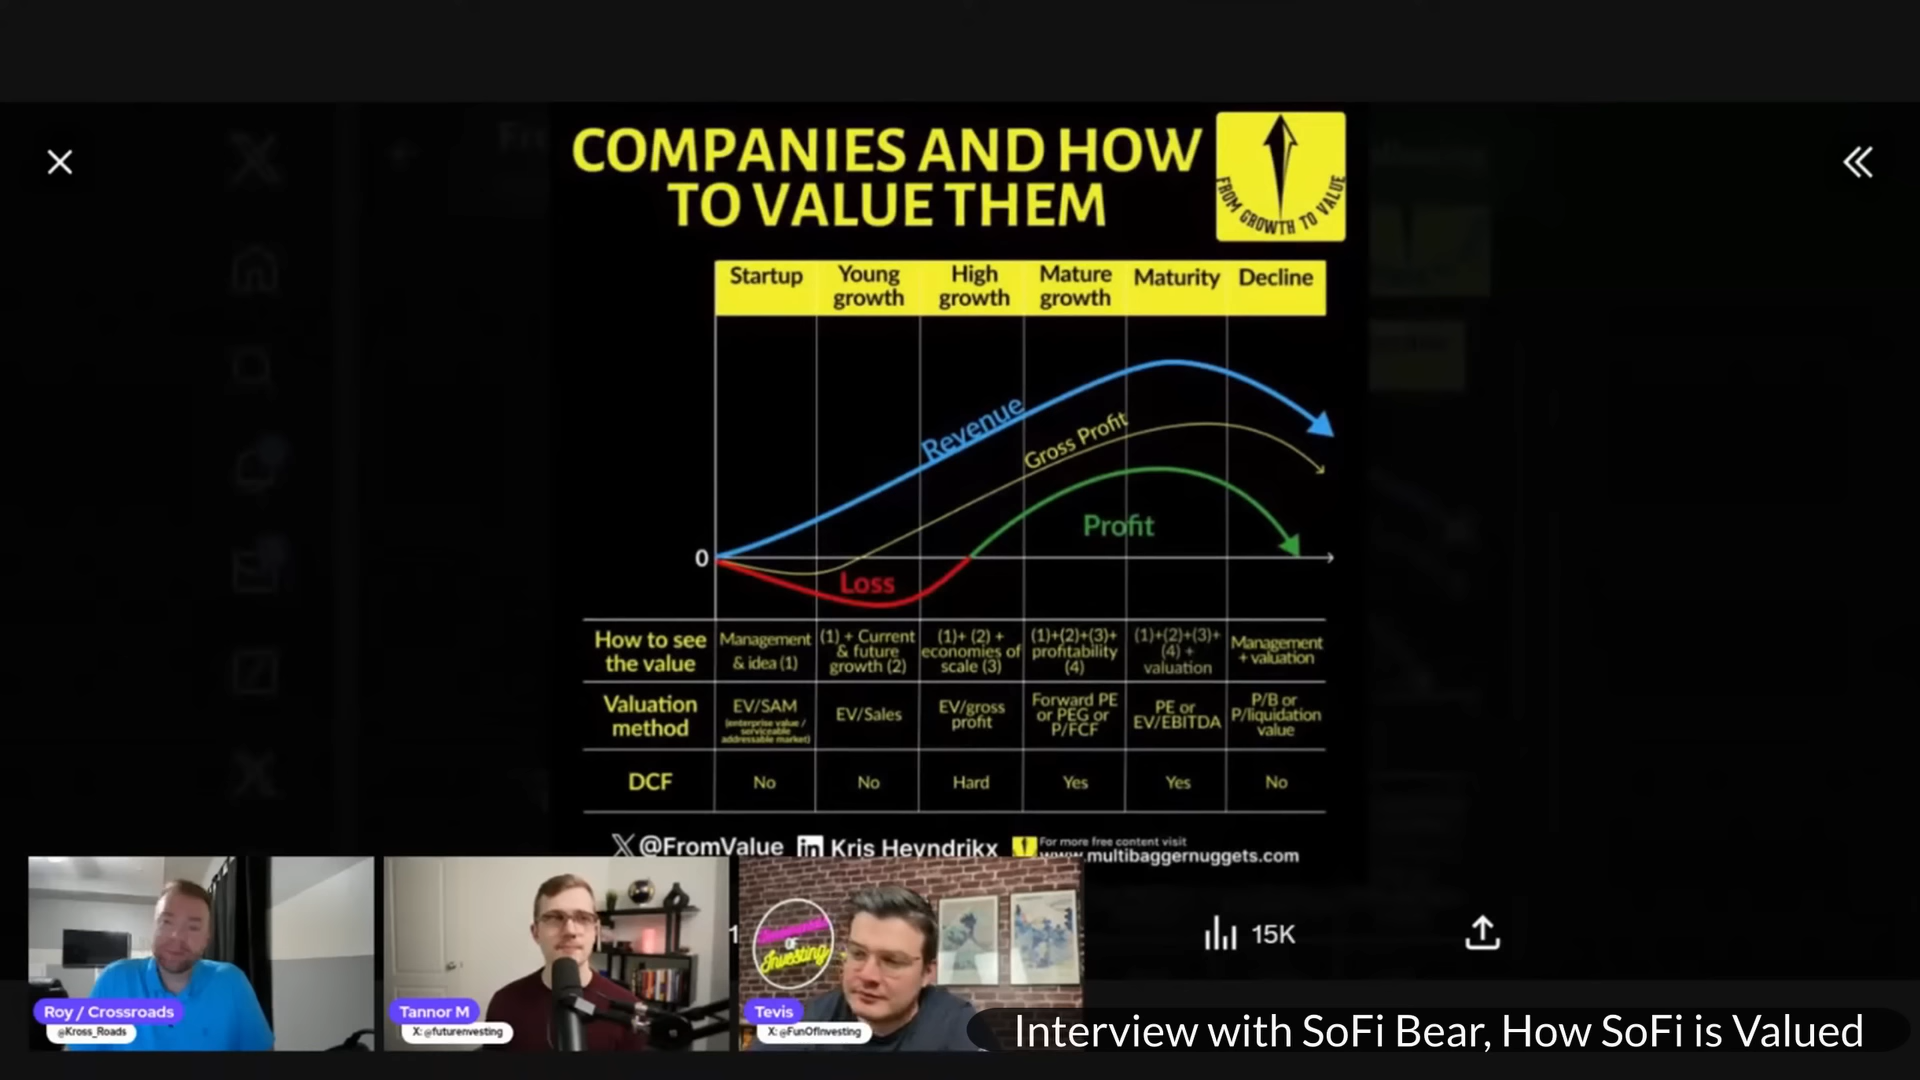 COMPANIES AND HOW
TO VALUE THEM
FROM GROWTH TO VALUE
Startup
Young
growth
High
growth
Mature
growth
Maturity
Decline
Revenue
Gross Profit
Profit
Loss
0
How to see
the value
Management
& idea (1)
(1) + Current
& future
growth (2)
(1)+ (2) +
economies of
scale (3)
(1)+(2)+(3)+
profitability
(4)
(1)+(2)+(3)+
(4) +
valuation
Management
+ valuation
Valuation
method
EV/SAM
(enterprise value /
serviceable
addressable market)
EV/Sales
EV/gross
profit
Forward PE
or PEG or
P/FCF
PE or
EV/EBITDA
P/B or
P/liquidation
value
DCF
No
No
Hard
Yes
Yes
No
@FromValue
in Kris Heyndrikx
For more free content visit
www.multibaggernuggets.com
15K
OF
Investing
Roy / Crossroads
@Kross_Roads
Tannor M
X: @futurenvesting
Tevis
X: @FunOfInvesting
Interview with SoFi Bear, How SoFi is Valued